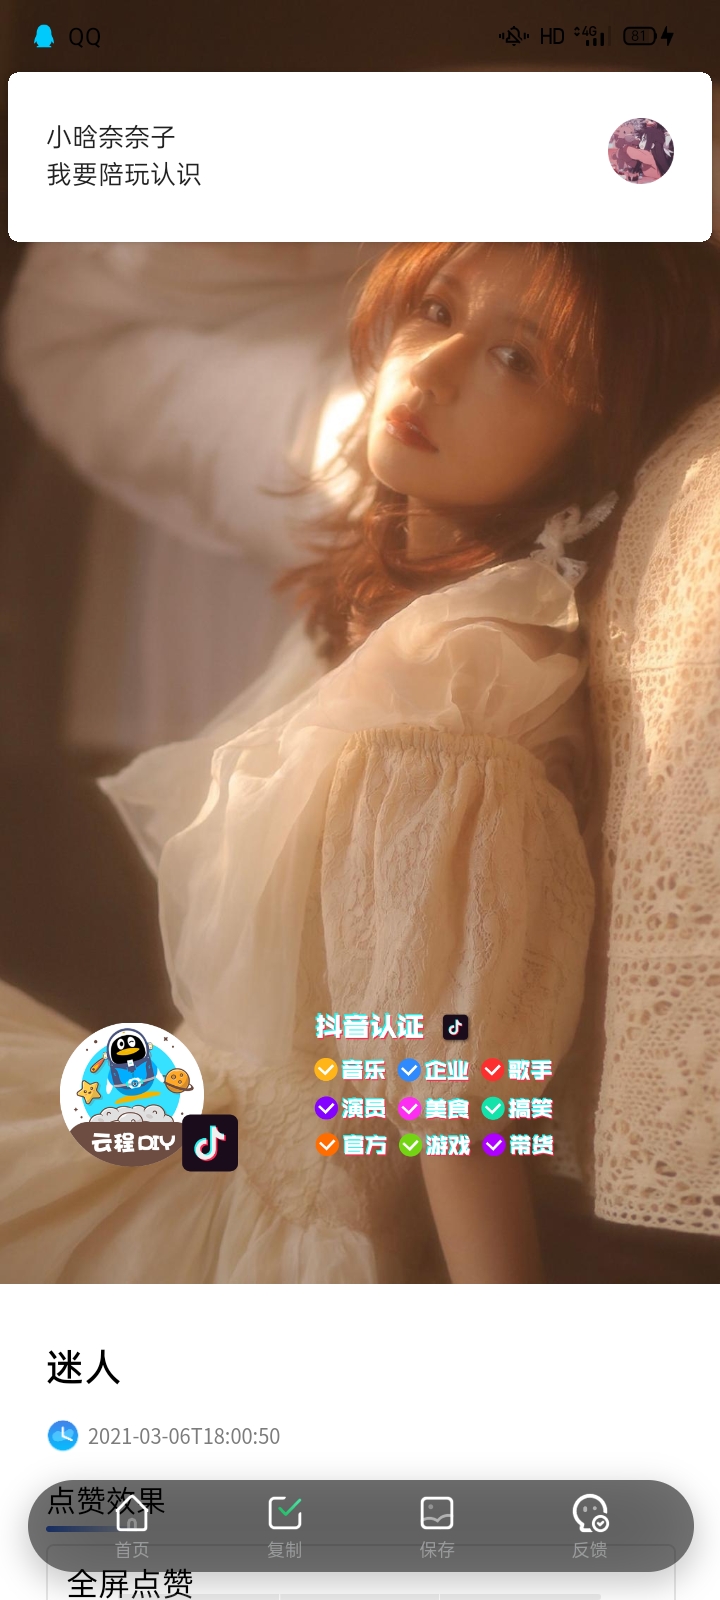 QQ
HD 4G 81
小晗奈奈子
我要陪玩认识
抖音认证
音乐 企业 歌手
演员 美食 搞笑
官方 游戏 带货
云程DIY
迷人
2021-03-06T18:00:50
点赞效果
首页 复制 保存 反馈
全屏点赞